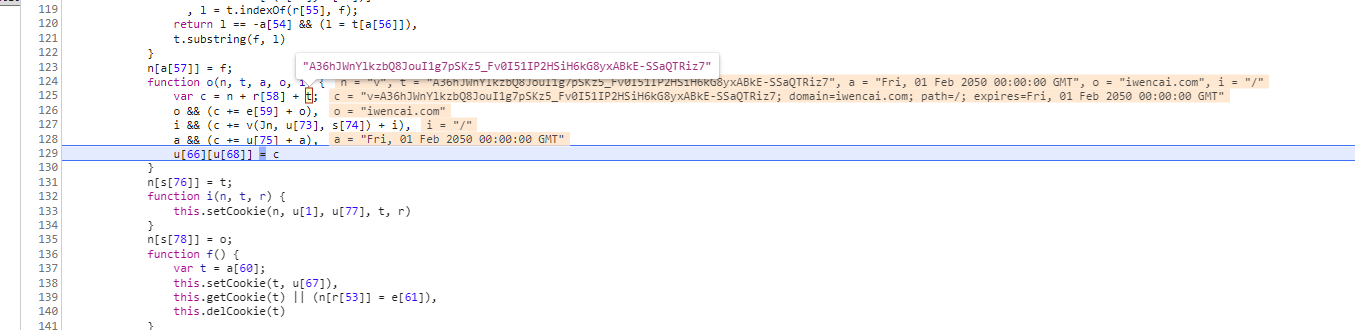 119 , l = t.indexOf(r[55], f);
120 return l == -a[54] && (l = t[a[56]]),
121 t.substring(f, l)
122 }
"A36hJWnYlkzbQ8JouI1g7pSKz5_Fv0I51IP2HSiH6kG8yxABkE-SSaQTRiz7"
123 n[a[57]] = f;
124 function o(n, t, a, o, i) { n = "v", t = "A36hJWnYlkzbQ8JouI1g7pSKz5_Fv0I51IP2HSiH6kG8yxABkE-SSaQTRiz7", a = "Fri, 01 Feb 2050 00:00:00 GMT", o = "iwencai.com", i = "/"
125 var c = n + r[58] + t; c = "v=A36hJWnYlkzbQ8JouI1g7pSKz5_Fv0I51IP2HSiH6kG8yxABkE-SSaQTRiz7; domain=iwencai.com; path=/; expires=Fri, 01 Feb 2050 00:00:00 GMT"
126 o && (c += e[59] + o), o = "iwencai.com"
127 i && (c += v(Jn, u[73], s[74]) + i), i = "/"
128 a && (c += u[75] + a), a = "Fri, 01 Feb 2050 00:00:00 GMT"
129 u[66][u[68]] = c
130 }
131 n[s[76]] = t;
132 function i(n, t, r) {
133 this.setCookie(n, u[1], u[77], t, r)
134 }
135 n[s[78]] = o;
136 function f() {
137 var t = a[60];
138 this.setCookie(t, u[67]),
139 this.getCookie(t) || (n[r[53]] = e[61]),
140 this.delCookie(t)
141 }